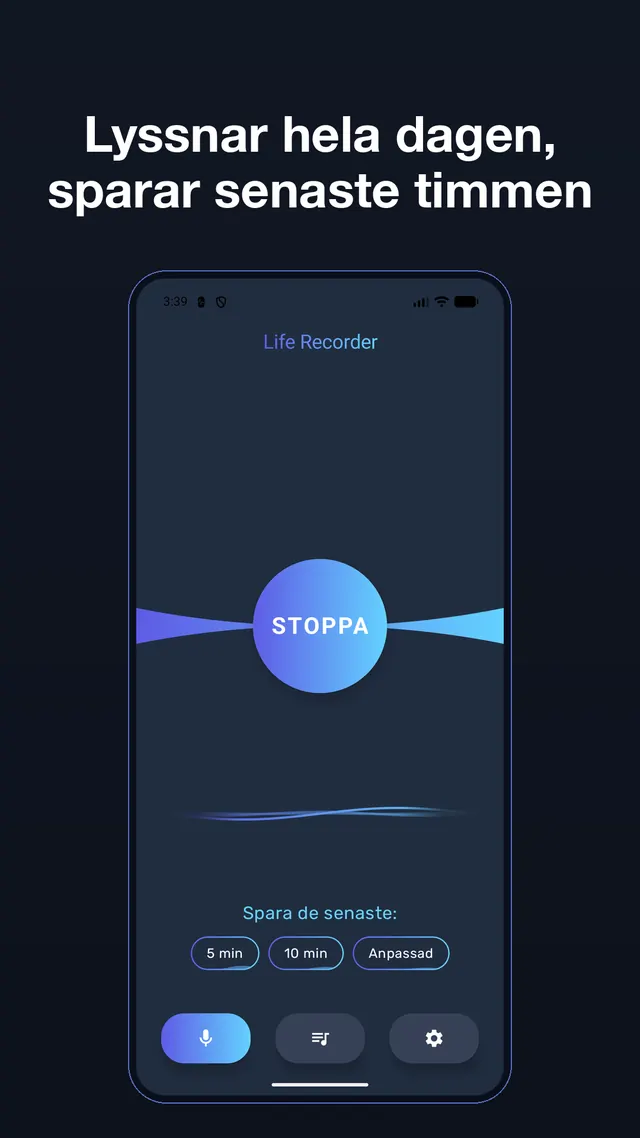 Lyssnar hela dagen,
sparar senaste timmen
3:39
Life Recorder
STOPPA
Spara de senaste:
5 min
10 min
Anpassad